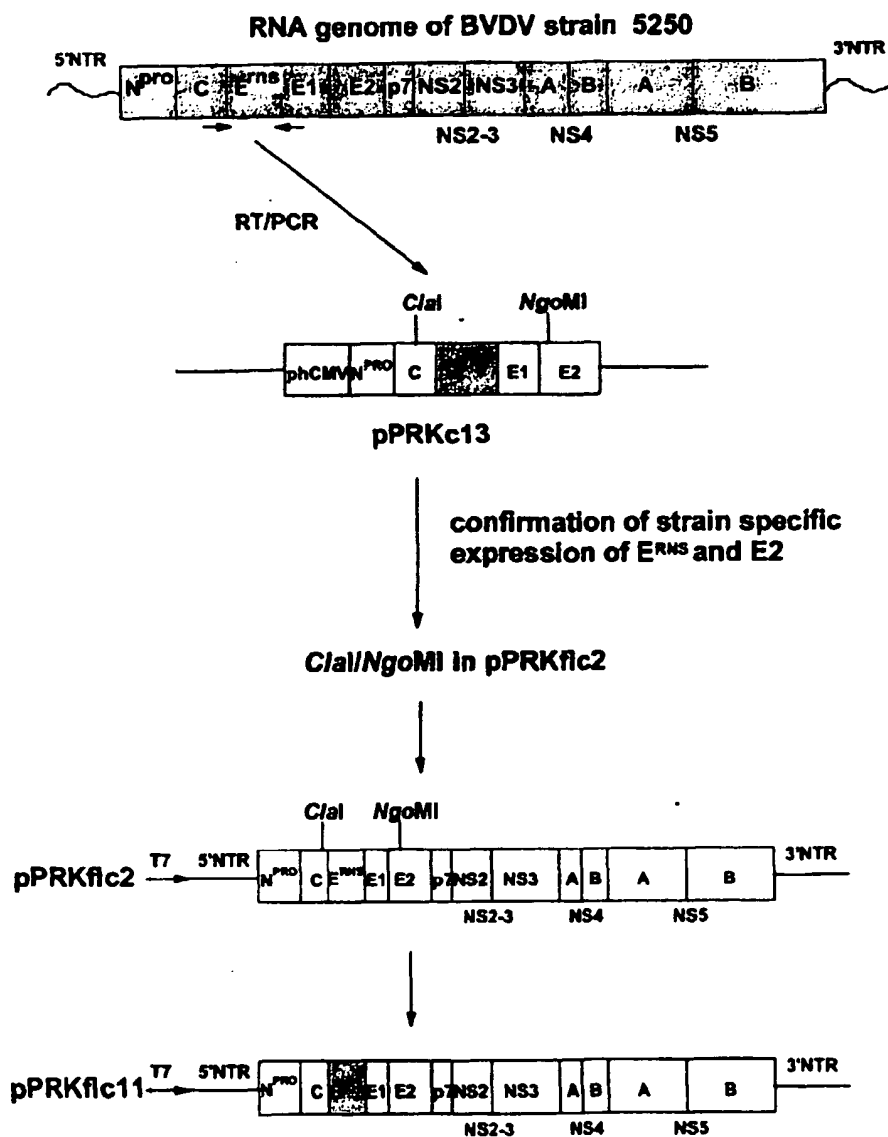 RNA genome of BVDV strain 5250
5'NTR
3'NTR
N^pro C E^rns E1 E2 p7 NS2 NS3 A B A B
NS2-3 NS4 NS5
RT/PCR
ClaI NgoMI
phCMV N^PRO C E1 E2
pPRKc13
confirmation of strain specific
expression of E^RNS and E2
ClaI/NgoMI in pPRKflc2
ClaI NgoMI
pPRKflc2 T7 5'NTR N^PRO C E^RNS E1 E2 p7 NS2 NS3 A B A B 3'NTR
NS2-3 NS4 NS5
pPRKflc11 T7 5'NTR N^PRO C E1 E2 p7 NS2 NS3 A B A B 3'NTR
NS2-3 NS4 NS5